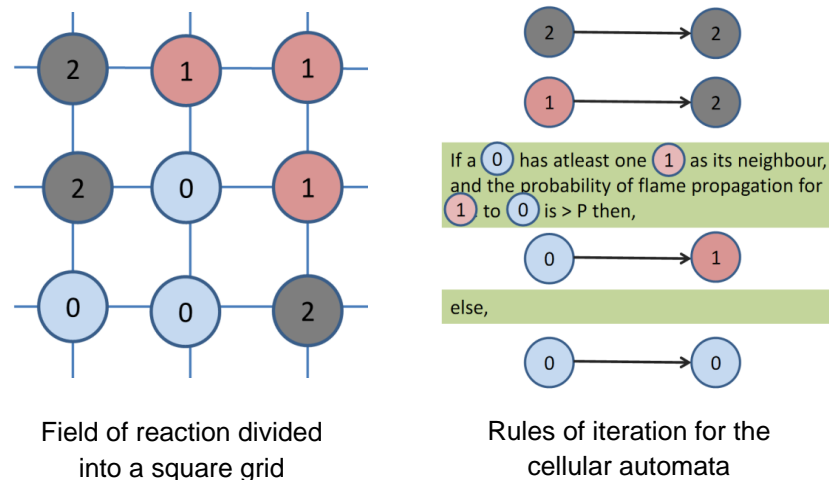 2 1 1
2 0 1
0 0 2
Field of reaction divided
into a square grid
2 2
1 2
If a 0 has atleast one 1 as its neighbour,
and the probability of flame propagation for
1 to 0 is > P then,
0 1
else,
0 0
Rules of iteration for the
cellular automata